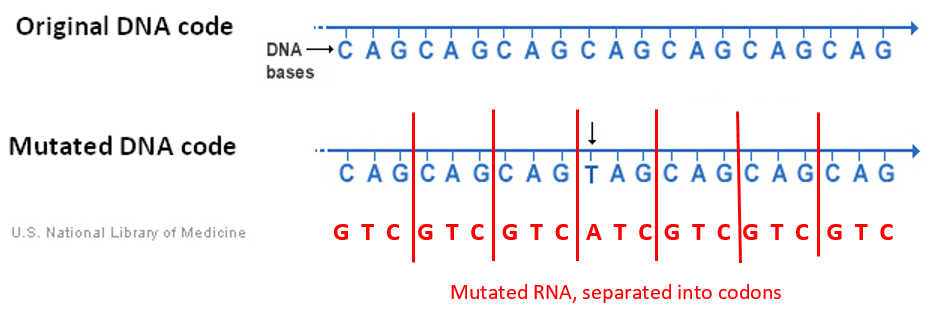 Original DNA code
DNA
bases
C A G C A G C A G C A G C A G C A G C A G
Mutated DNA code
C A G C A G C A G T A G C A G C A G C A G
U.S. National Library of Medicine
G T C G T C G T C A T C G T C G T C G T C
Mutated RNA, separated into codons